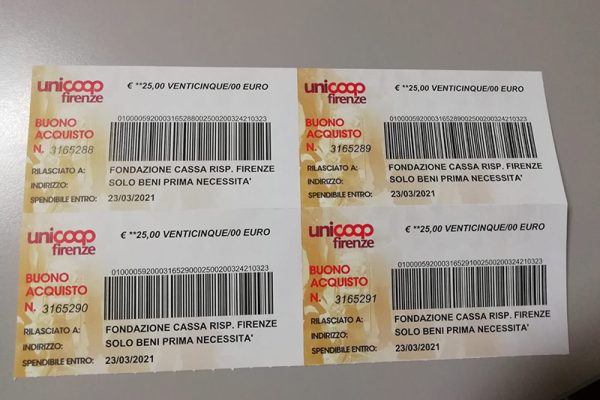 unicoop
firenze
€ **25,00 VENTICINQUE/00 EURO
0100005920003165288002500200324210323
BUONO
ACQUISTO
N. 3165288
RILASCIATO A: FONDAZIONE CASSA RISP. FIRENZE
INDIRIZZO: SOLO BENI PRIMA NECESSITA'
SPENDIBILE ENTRO: 23/03/2021
unicoop
firenze
€ **25,00 VENTICINQUE/00 EURO
0100005920003165289002500200324210323
BUONO
ACQUISTO
N. 3165289
RILASCIATO A: FONDAZIONE CASSA RISP. FIRENZE
INDIRIZZO: SOLO BENI PRIMA NECESSITA'
SPENDIBILE ENTRO: 23/03/2021
unicoop
firenze
€ **25,00 VENTICINQUE/00 EURO
0100005920003165290002500200324210323
BUONO
ACQUISTO
N. 3165290
RILASCIATO A: FONDAZIONE CASSA RISP. FIRENZE
INDIRIZZO: SOLO BENI PRIMA NECESSITA'
SPENDIBILE ENTRO: 23/03/2021
unicoop
firenze
€ **25,00 VENTICINQUE/00 EURO
0100005920003165291002500200324210323
BUONO
ACQUISTO
N. 3165291
RILASCIATO A: FONDAZIONE CASSA RISP. FIRENZE
INDIRIZZO: SOLO BENI PRIMA NECESSITA'
SPENDIBILE ENTRO: 23/03/2021